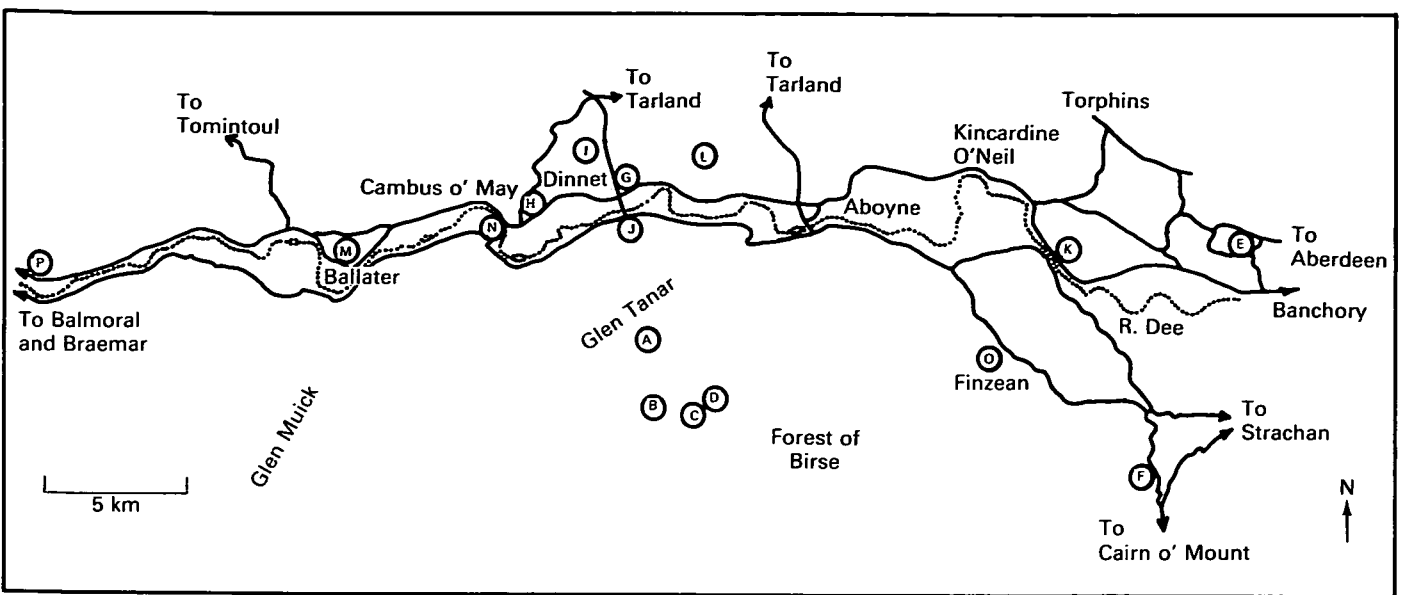 To
Tomintoul
To
Tarland
To
Tarland
Torphins
Kincardine
O'Neil
Cambus o' May
Dinnet
I
L
G
H
Aboyne
N
J
K
E
To
Aberdeen
P
M
Ballater
To Balmoral
and Braemar
Glen Tanar
Banchory
R. Dee
A
O
Finzean
B
C
D
Glen Muick
Forest of
Birse
To
Strachan
F
5 km
N
To
Cairn o' Mount